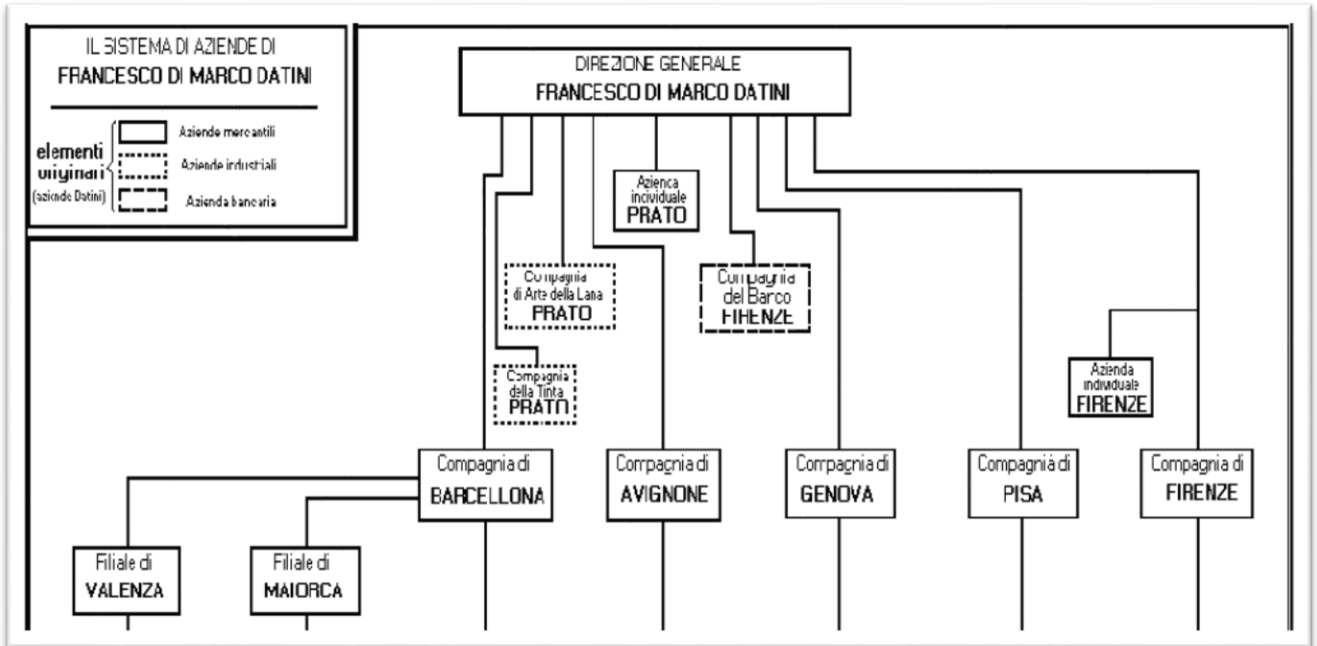 IL SISTEMA DI AZIENDE DI
FRANCESCO DI MARCO DATINI
elementi
originari
(aziende Datini)
Aziende mercantili
Aziende industriali
Azienda bancaria
DIREZIONE GENERALE
FRANCESCO DI MARCO DATINI
Azienda
individuale
PRATO
Compagnia
di Arte della Lana
PRATO
Compagnia
del Banco
FIRENZE
Compagnia
della Tinta
PRATO
Azienda
individuale
FIRENZE
Compagnia di
BARCELLONA
Compagnia di
AVIGNONE
Compagnia di
GENOVA
Compagnia di
PISA
Compagnia di
FIRENZE
Filiale di
VALENZA
Filiale di
MAIORCA